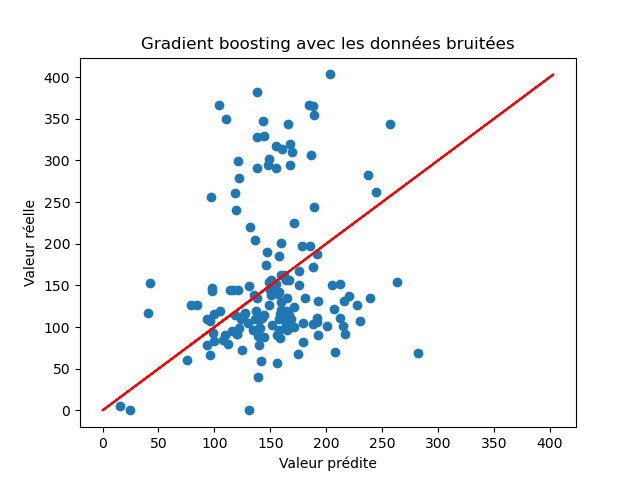 Gradient boosting avec les données bruitées
400
350
300
250
200
150
100
50
0
Valeur réelle
0 50 100 150 200 250 300 350 400
Valeur prédite